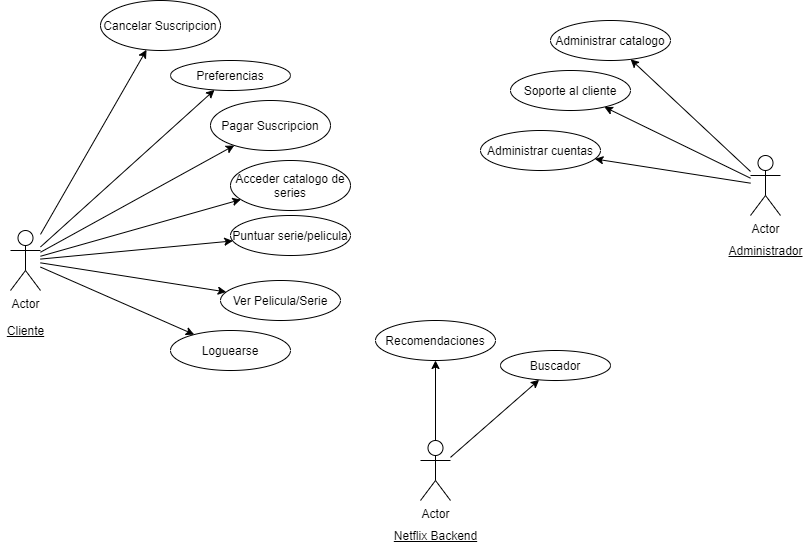 Cancelar Suscripcion
Administrar catalogo
Preferencias
Soporte al cliente
Pagar Suscripcion
Administrar cuentas
Acceder catalogo de
series
Puntuar serie/pelicula
Actor
Administrador
Ver Pelicula/Serie
Actor
Cliente
Loguearse
Recomendaciones
Buscador
Actor
Netflix Backend